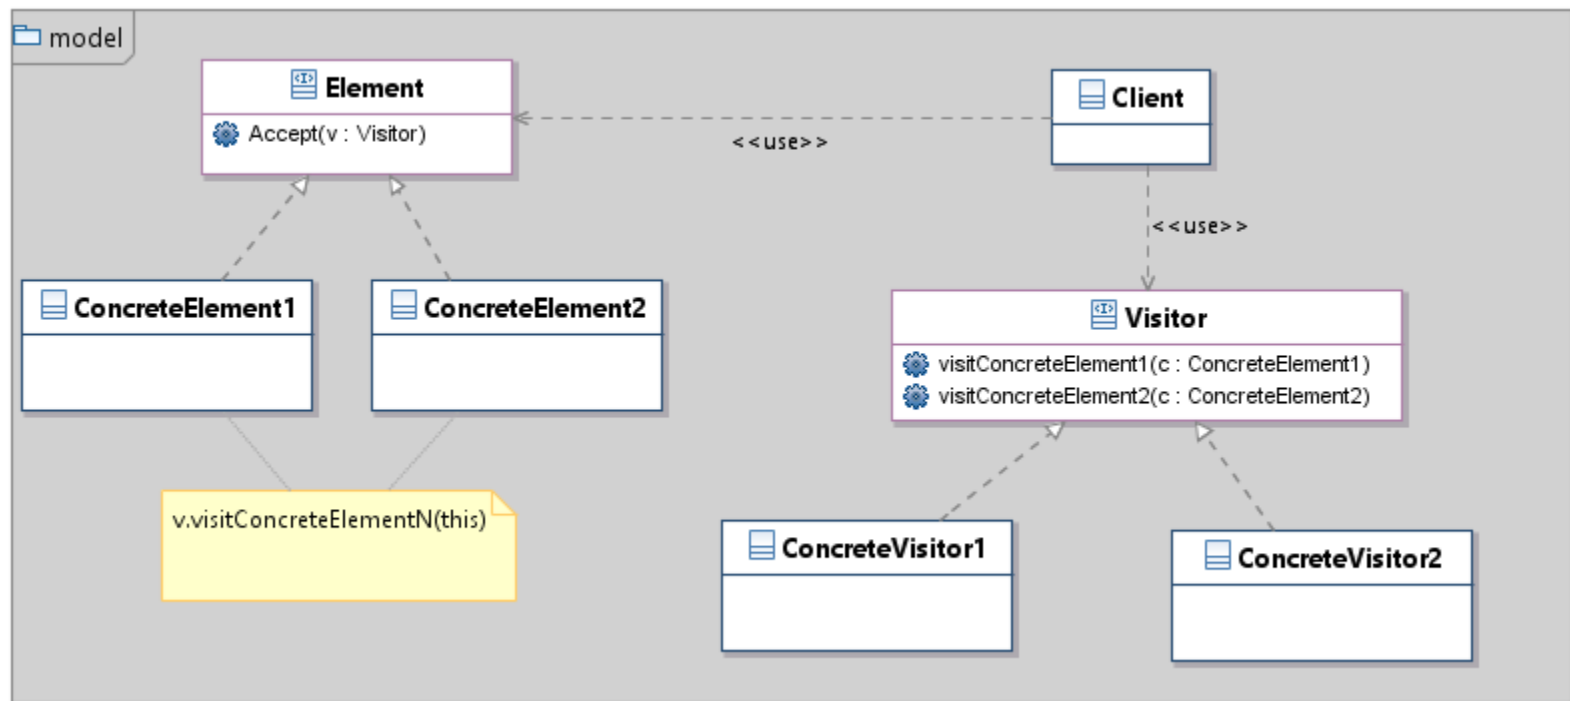 model
Element
Accept(v : Visitor)
Client
<<use>>
<<use>>
ConcreteElement1
ConcreteElement2
Visitor
visitConcreteElement1(c : ConcreteElement1)
visitConcreteElement2(c : ConcreteElement2)
v.visitConcreteElementN(this)
ConcreteVisitor1
ConcreteVisitor2